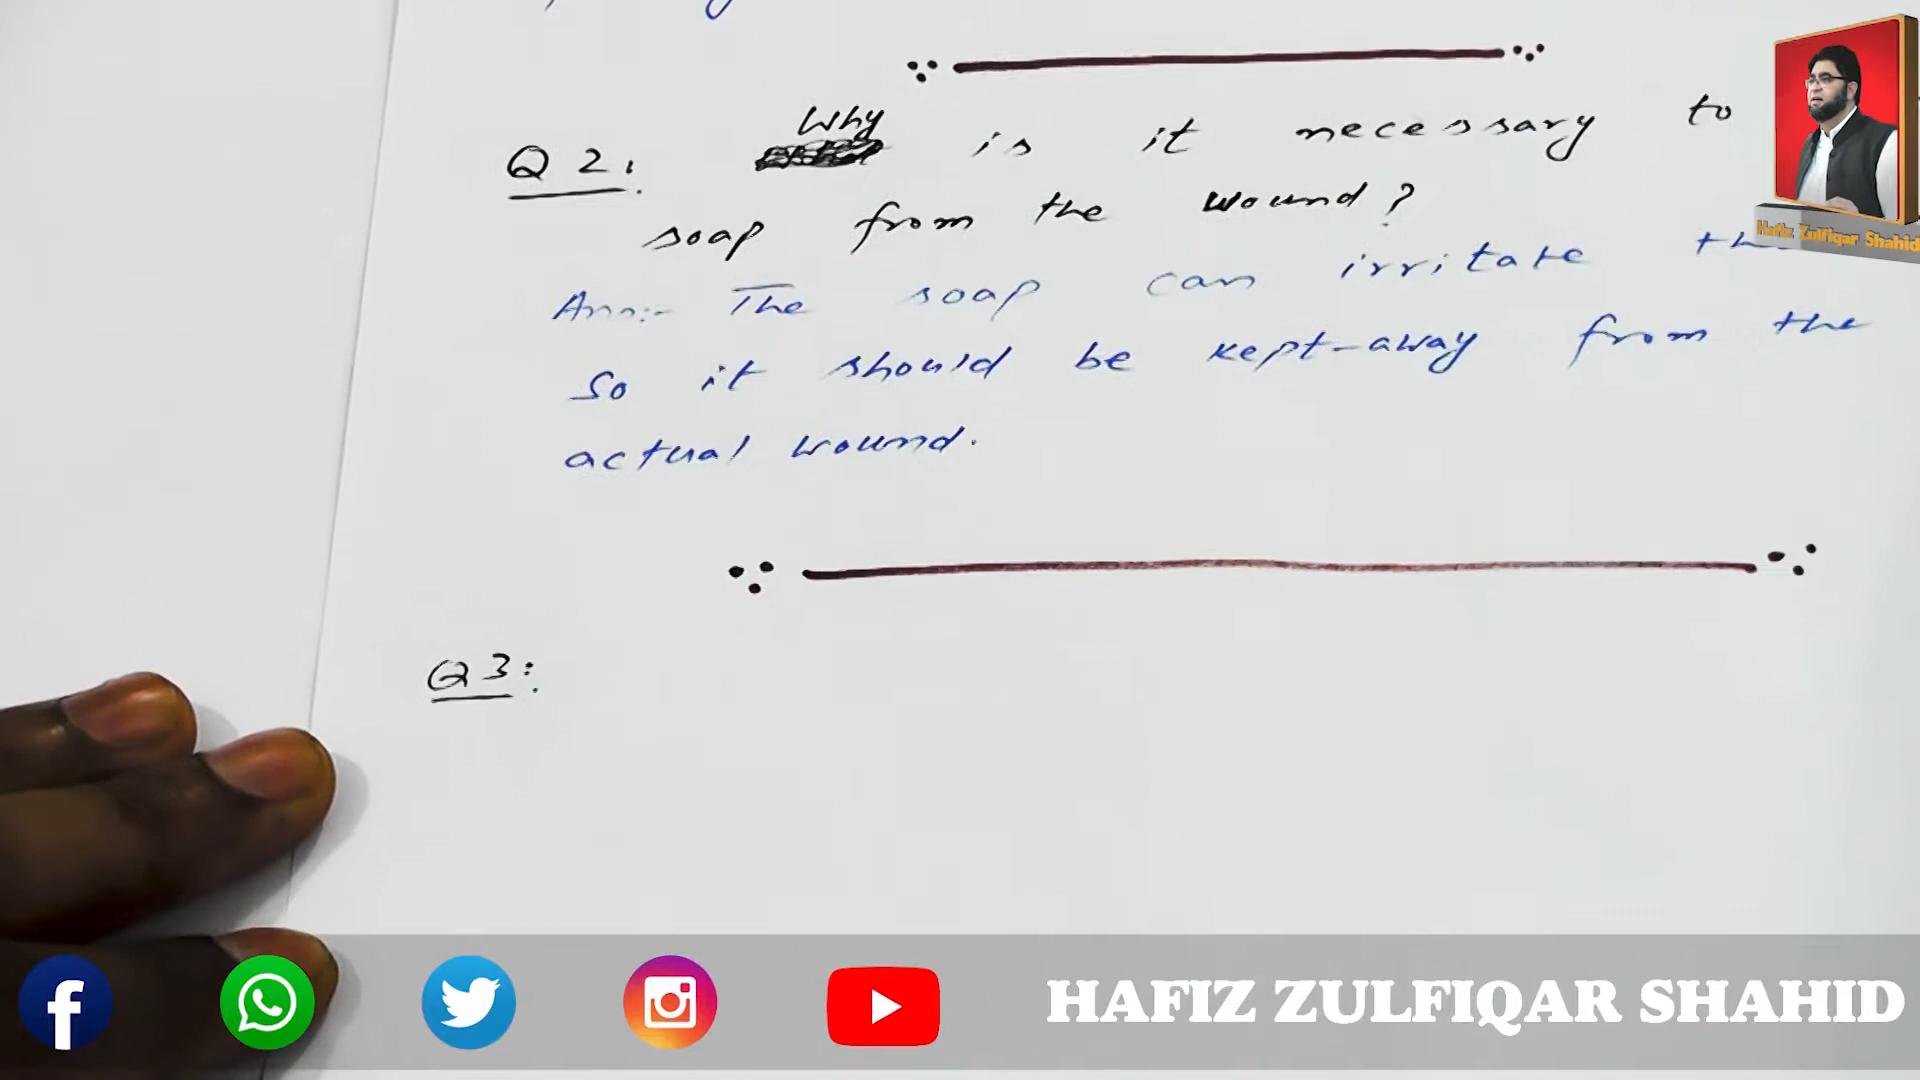 Why
Q 2: is it necessary to
soap from the wound?
Ans:- The soap can irritate
So it should be kept-away from the
actual wound.
Q3:
Hafiz Zulfiqar Shahid
HAFIZ ZULFIQAR SHAHID